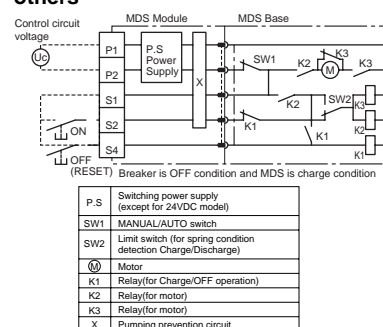 others
Control circuit
voltage
MDS Module
MDS Base
Uc
P1
P.S
Power
Supply
P2
X
S1
S2
S4
ON
OFF
(RESET)
SW1
K2
M
K3
K3
K2
SW2
K3
K1
K1
K2
K1
Breaker is OFF condition and MDS is charge condition
P.S Switching power supply
(except for 24VDC model)
SW1 MANUAL/AUTO switch
SW2 Limit switch (for spring condition
detection Charge/Discharge)
M Motor
K1 Relay(for Charge/OFF operation)
K2 Relay(for motor)
K3 Relay(for motor)
X Pumping prevention circuit